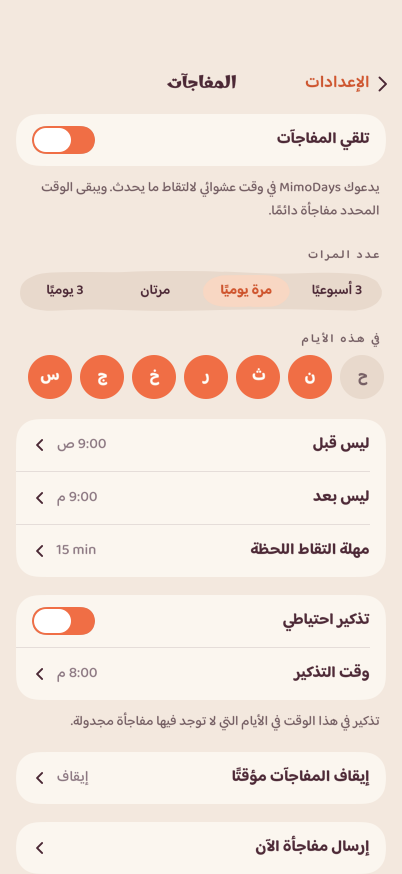 الإعدادات
المفاجآت
تلقي المفاجآت
يدعوك MimoDays في وقت عشوائي لالتقاط ما يحدث. ويبقى الوقت
المحدد مفاجأة دائمًا.
عدد المرات
3 أسبوعيًا مرة يوميًا مرتان 3 يوميًا
في هذه الأيام
ح ن ث ر خ ج س
ليس قبل 9:00 ص
ليس بعد 9:00 م
مهلة التقاط اللحظة 15 min
تذكير احتياطي
وقت التذكير 8:00 م
تذكير في هذا الوقت في الأيام التي لا توجد فيها مفاجأة مجدولة.
إيقاف المفاجآت مؤقتًا إيقاف
إرسال مفاجأة الآن